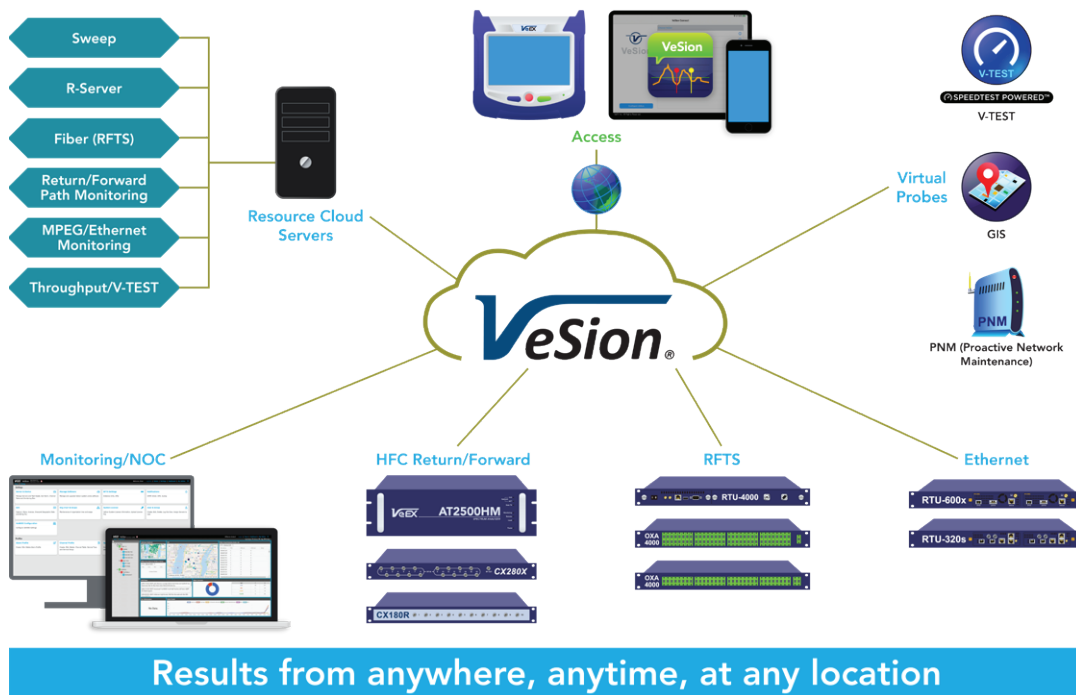 Sweep
R-Server
Fiber (RFTS)
Return/Forward
Path Monitoring
MPEG/Ethernet
Monitoring
Throughput/V-TEST
Resource Cloud
Servers
VeEX
VeSion
VeSion
Access
V-TEST
SPEEDTEST POWERED™
V-TEST
Virtual
Probes
GIS
PNM
PNM (Proactive Network
Maintenance)
VeSion®
Monitoring/NOC
HFC Return/Forward
VeEX
AT2500HM
CX280X
CX180R
RFTS
RTU-4000
OXA
4000
OXA
4000
Ethernet
RTU-600x
RTU-320s
Results from anywhere, anytime, at any location